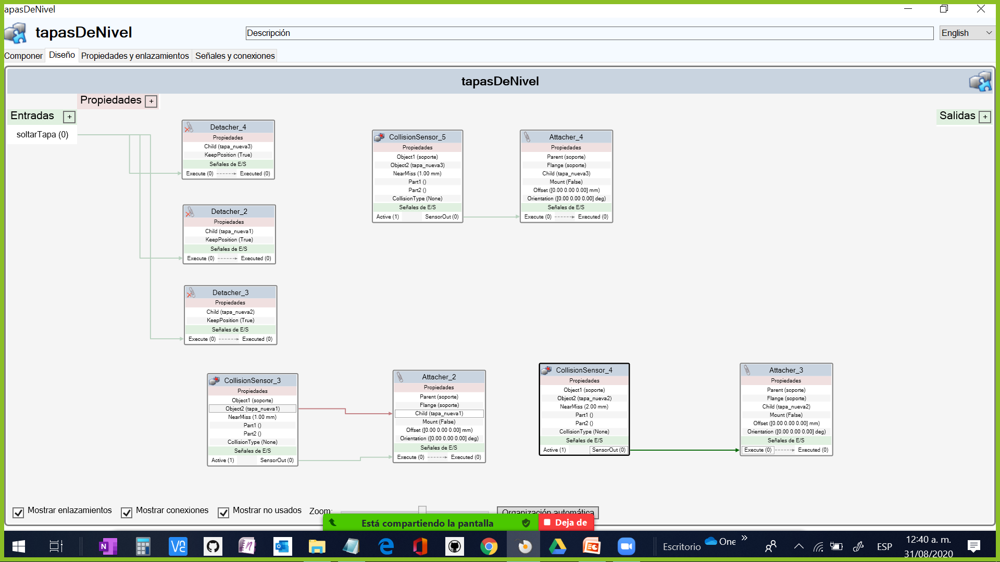 apasDeNivel
tapasDeNivel
Descripción
English
Componer
Diseño
Propiedades y enlazamientos
Señales y conexiones
tapasDeNivel
Propiedades +
Entradas +
Salidas +
soltarTapa (0)
Detacher_4
Propiedades
Child (tapa_nueva3)
KeepPosition (True)
Señales de E/S
Execute (0) Executed (0)
CollisionSensor_5
Propiedades
Object1 (soporte)
Object2 (tapa_nueva3)
NearMiss (1.00 mm)
Part1 ()
Part2 ()
CollisionType (None)
Señales de E/S
Active (1) SensorOut (0)
Attacher_4
Propiedades
Parent (soporte)
Flange (soporte)
Child (tapa_nueva3)
Mount (False)
Offset ([0.00 0.00 0.00] mm)
Orientation ([0.00 0.00 0.00] deg)
Señales de E/S
Execute (0) Executed (0)
Detacher_2
Propiedades
Child (tapa_nueva1)
KeepPosition (True)
Señales de E/S
Execute (0) Executed (0)
Detacher_3
Propiedades
Child (tapa_nueva2)
KeepPosition (True)
Señales de E/S
Execute (0) Executed (0)
CollisionSensor_3
Propiedades
Object1 (soporte)
Object2 (tapa_nueva1)
NearMiss (1.00 mm)
Part1 ()
Part2 ()
CollisionType (None)
Señales de E/S
Active (1) SensorOut (0)
Attacher_2
Propiedades
Parent (soporte)
Flange (soporte)
Child (tapa_nueva1)
Mount (False)
Offset ([0.00 0.00 0.00] mm)
Orientation ([0.00 0.00 0.00] deg)
Señales de E/S
Execute (0) Executed (0)
CollisionSensor_4
Propiedades
Object1 (soporte)
Object2 (tapa_nueva2)
NearMiss (2.00 mm)
Part1 ()
Part2 ()
CollisionType (None)
Señales de E/S
Active (1) SensorOut (0)
Attacher_3
Propiedades
Parent (soporte)
Flange (soporte)
Child (tapa_nueva2)
Mount (False)
Offset ([0.00 0.00 0.00] mm)
Orientation ([0.00 0.00 0.00] deg)
Señales de E/S
Execute (0) Executed (0)
Mostrar enlazamientos
Mostrar conexiones
Mostrar no usados
Zoom:
Organización automática
Está compartiendo la pantalla
Deja de
Escritorio
One
ESP
12:40 a. m.
31/08/2020